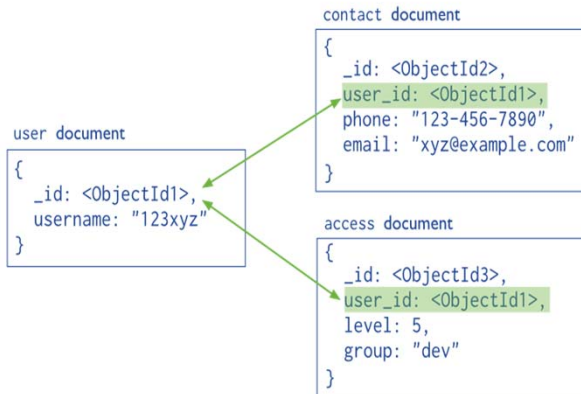 contact document
{
_id: <ObjectId2>,
user_id: <ObjectId1>,
phone: "123-456-7890",
email: "xyz@example.com"
}
user document
{
_id: <ObjectId1>,
username: "123xyz"
}
access document
{
_id: <ObjectId3>,
user_id: <ObjectId1>,
level: 5,
group: "dev"
}